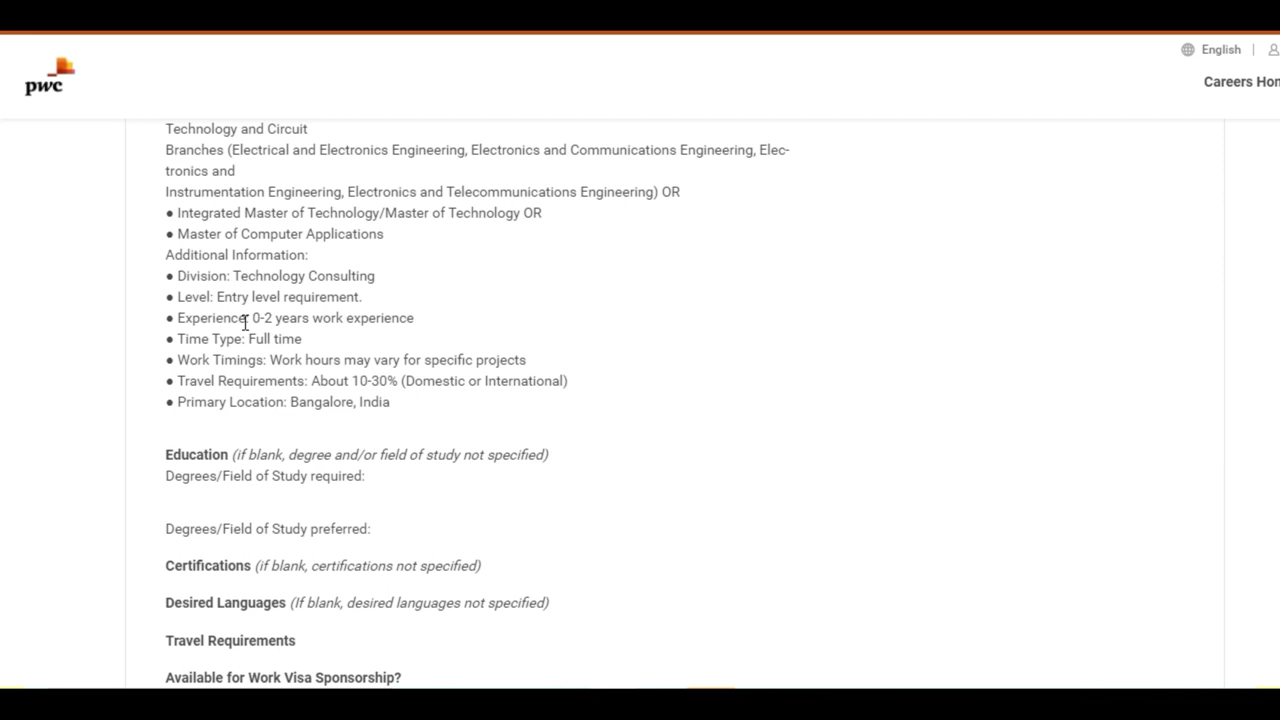 English |
pwc
Careers Hon
Technology and Circuit
Branches (Electrical and Electronics Engineering, Electronics and Communications Engineering, Elec-
tronics and
Instrumentation Engineering, Electronics and Telecommunications Engineering) OR
● Integrated Master of Technology/Master of Technology OR
● Master of Computer Applications
Additional Information:
● Division: Technology Consulting
● Level: Entry level requirement.
● Experience: 0-2 years work experience
● Time Type: Full time
● Work Timings: Work hours may vary for specific projects
● Travel Requirements: About 10-30% (Domestic or International)
● Primary Location: Bangalore, India
Education (if blank, degree and/or field of study not specified)
Degrees/Field of Study required:
Degrees/Field of Study preferred:
Certifications (if blank, certifications not specified)
Desired Languages (If blank, desired languages not specified)
Travel Requirements
Available for Work Visa Sponsorship?